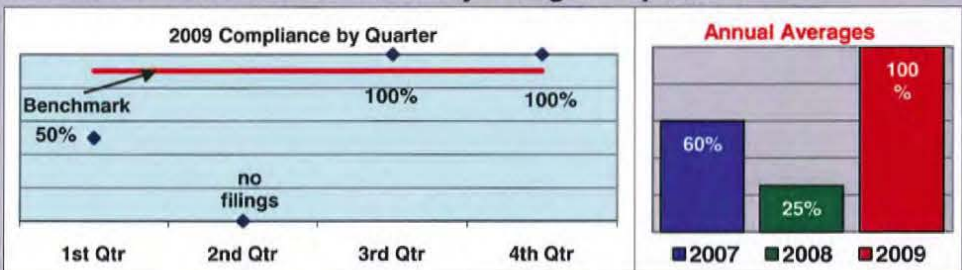 2009 Compliance by Quarter
Benchmark
50%
no
filings
100%
100%
1st Qtr
2nd Qtr
3rd Qtr
4th Qtr
Annual Averages
60%
25%
100
%
2007
2008
2009